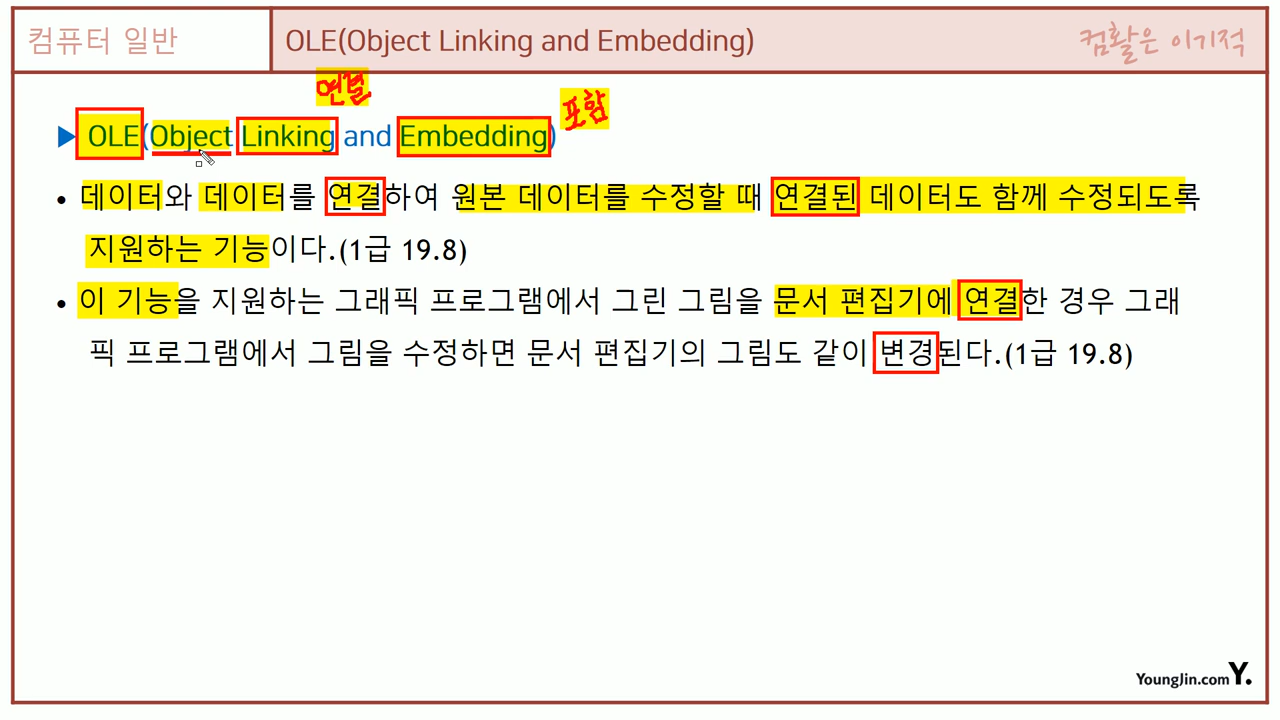 컴퓨터 일반
OLE(Object Linking and Embedding)
컴활은 이기적
연결
포함
▶ OLE(Object Linking and Embedding)
• 데이터와 데이터를 연결하여 원본 데이터를 수정할 때 연결된 데이터도 함께 수정되도록
지원하는 기능이다.(1급 19.8)
• 이 기능을 지원하는 그래픽 프로그램에서 그린 그림을 문서 편집기에 연결한 경우 그래
픽 프로그램에서 그림을 수정하면 문서 편집기의 그림도 같이 변경된다.(1급 19.8)
YoungJin.com Y.